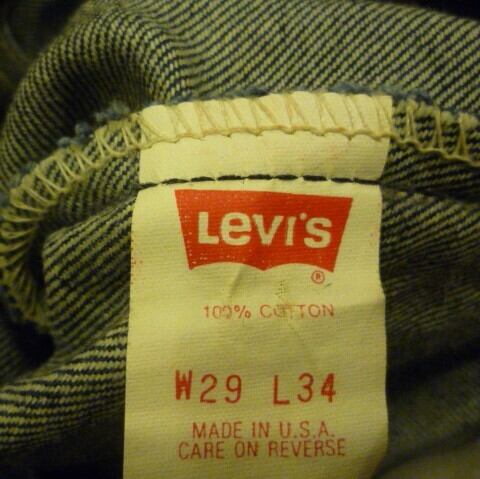 Levi's
®
100% COTTON
W29 L34
MADE IN U.S.A.
CARE ON REVERSE